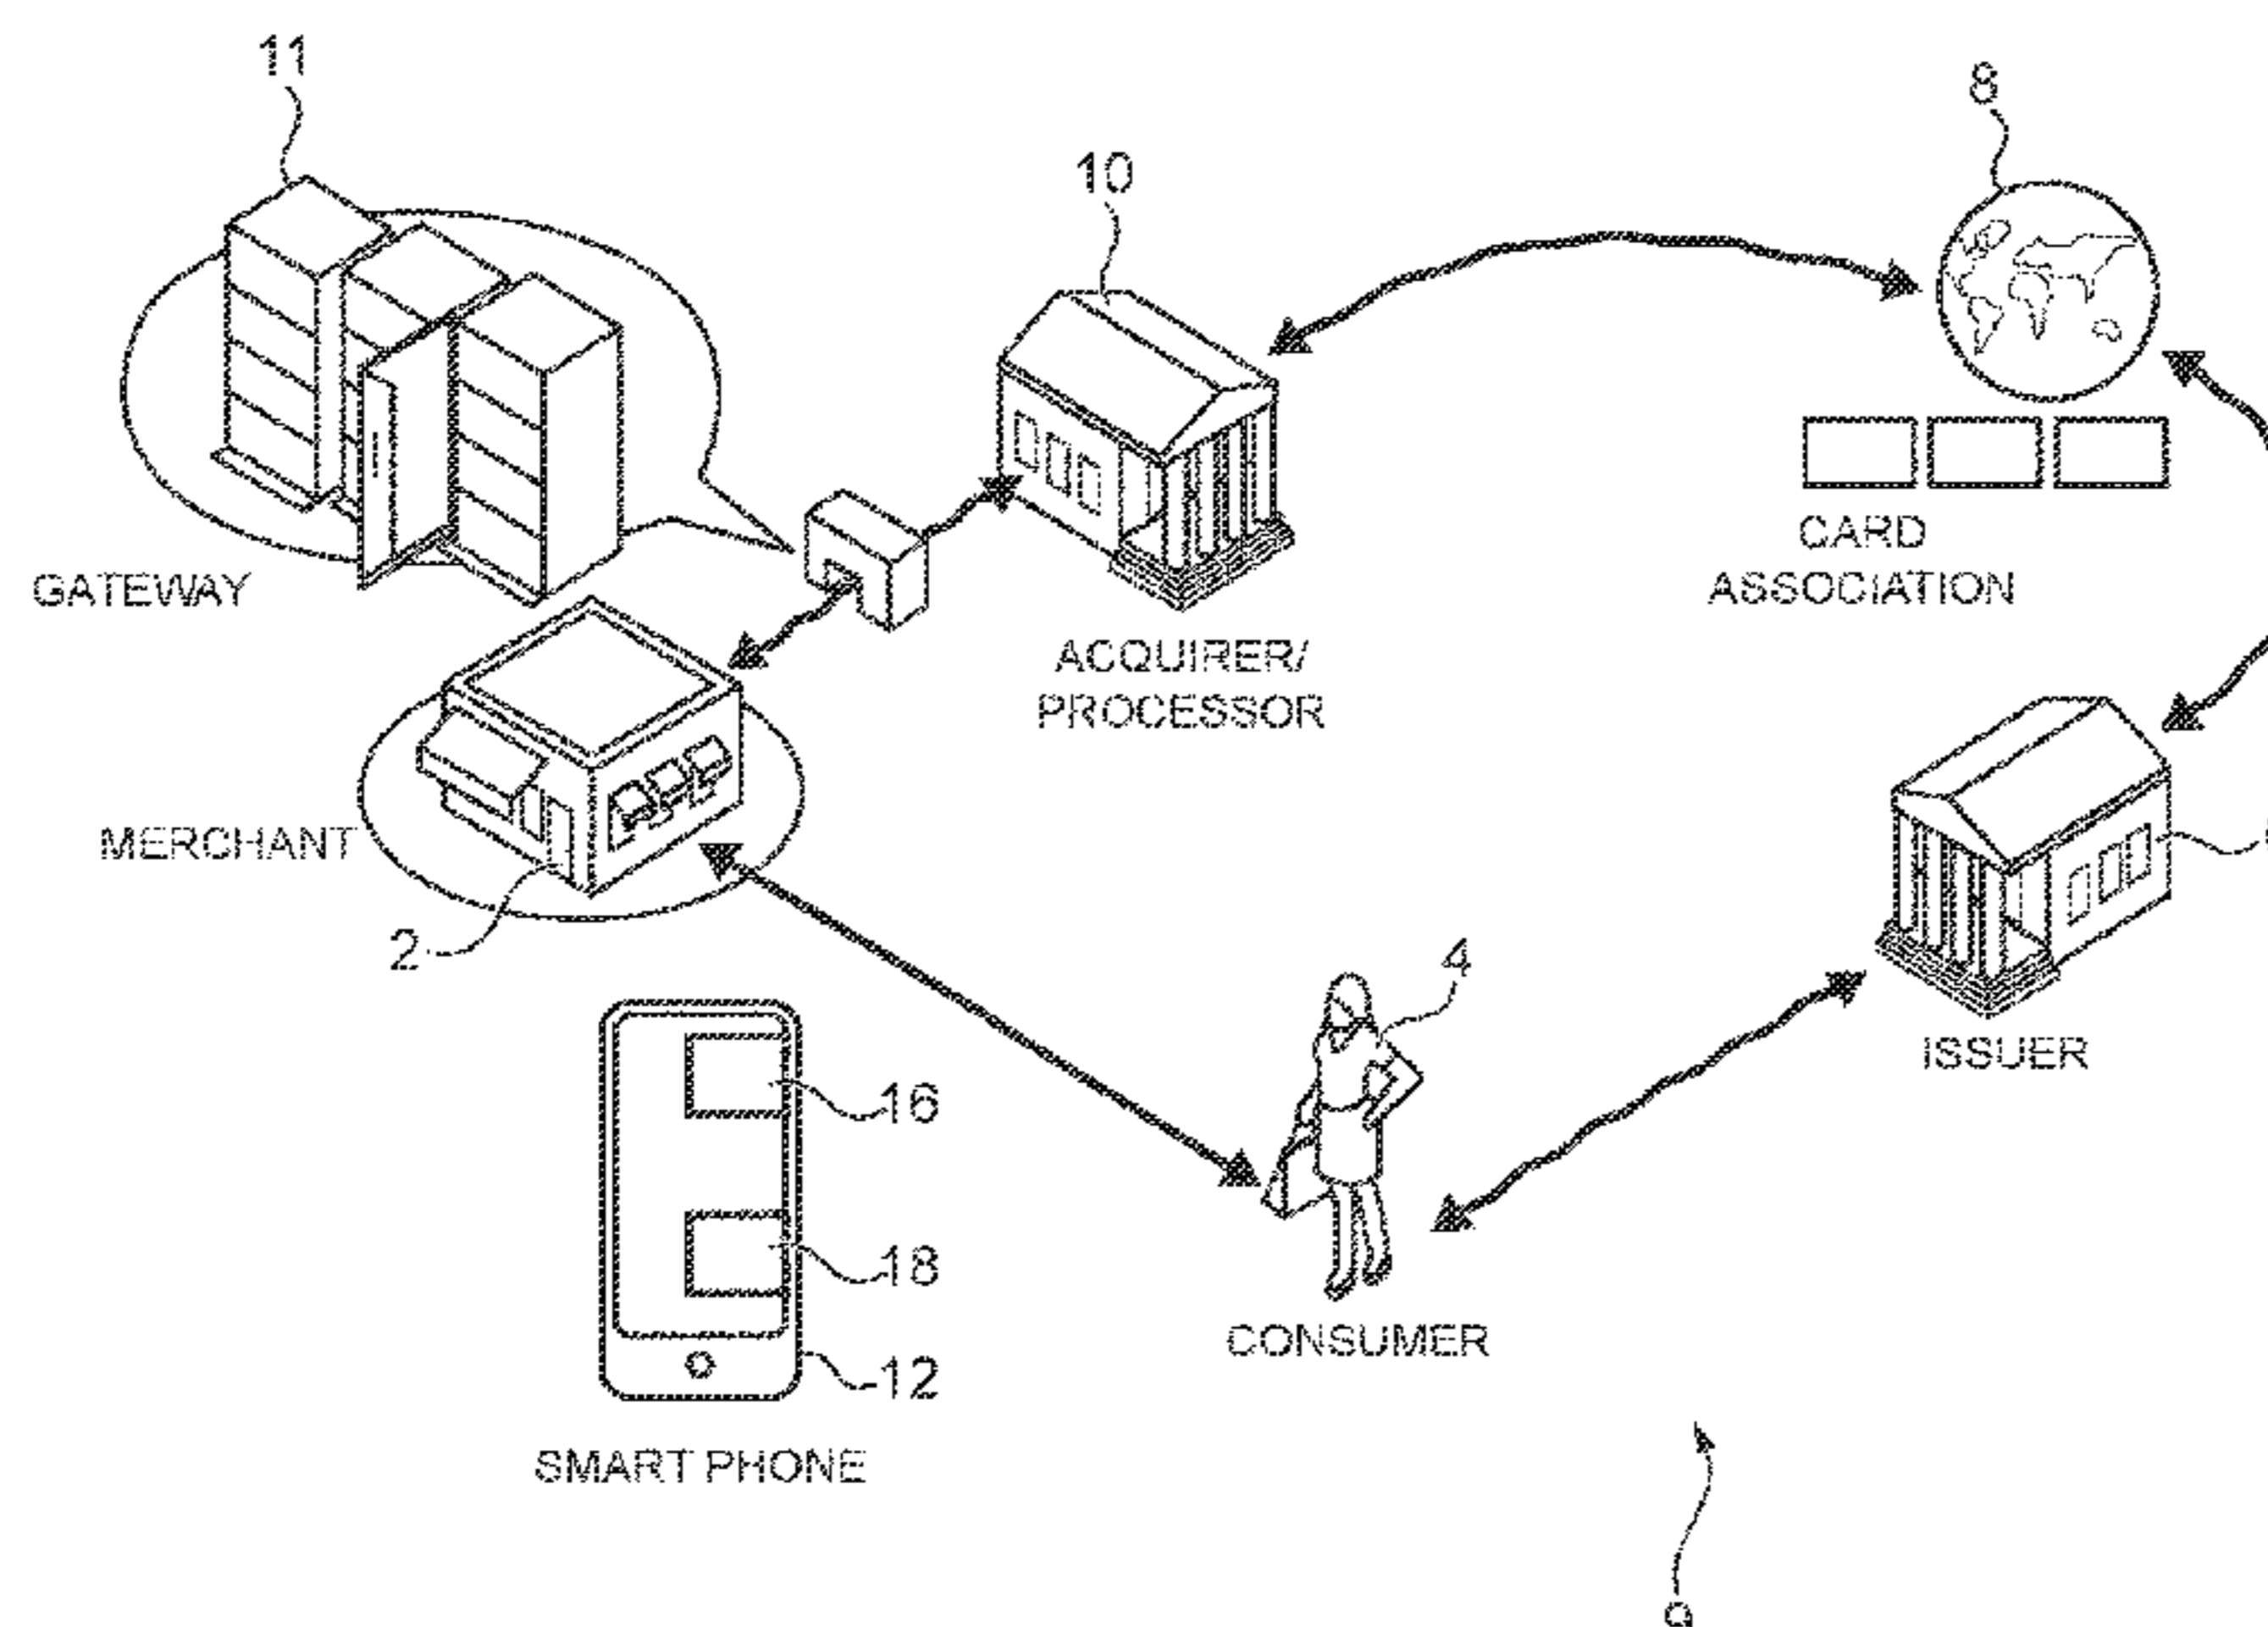 11
8
10
GATEWAY
CARD
ASSOCIATION
ACQUIRER/
PROCESSOR
MERCHANT
2
4
ISSUER
16
18
CONSUMER
12
SMART PHONE